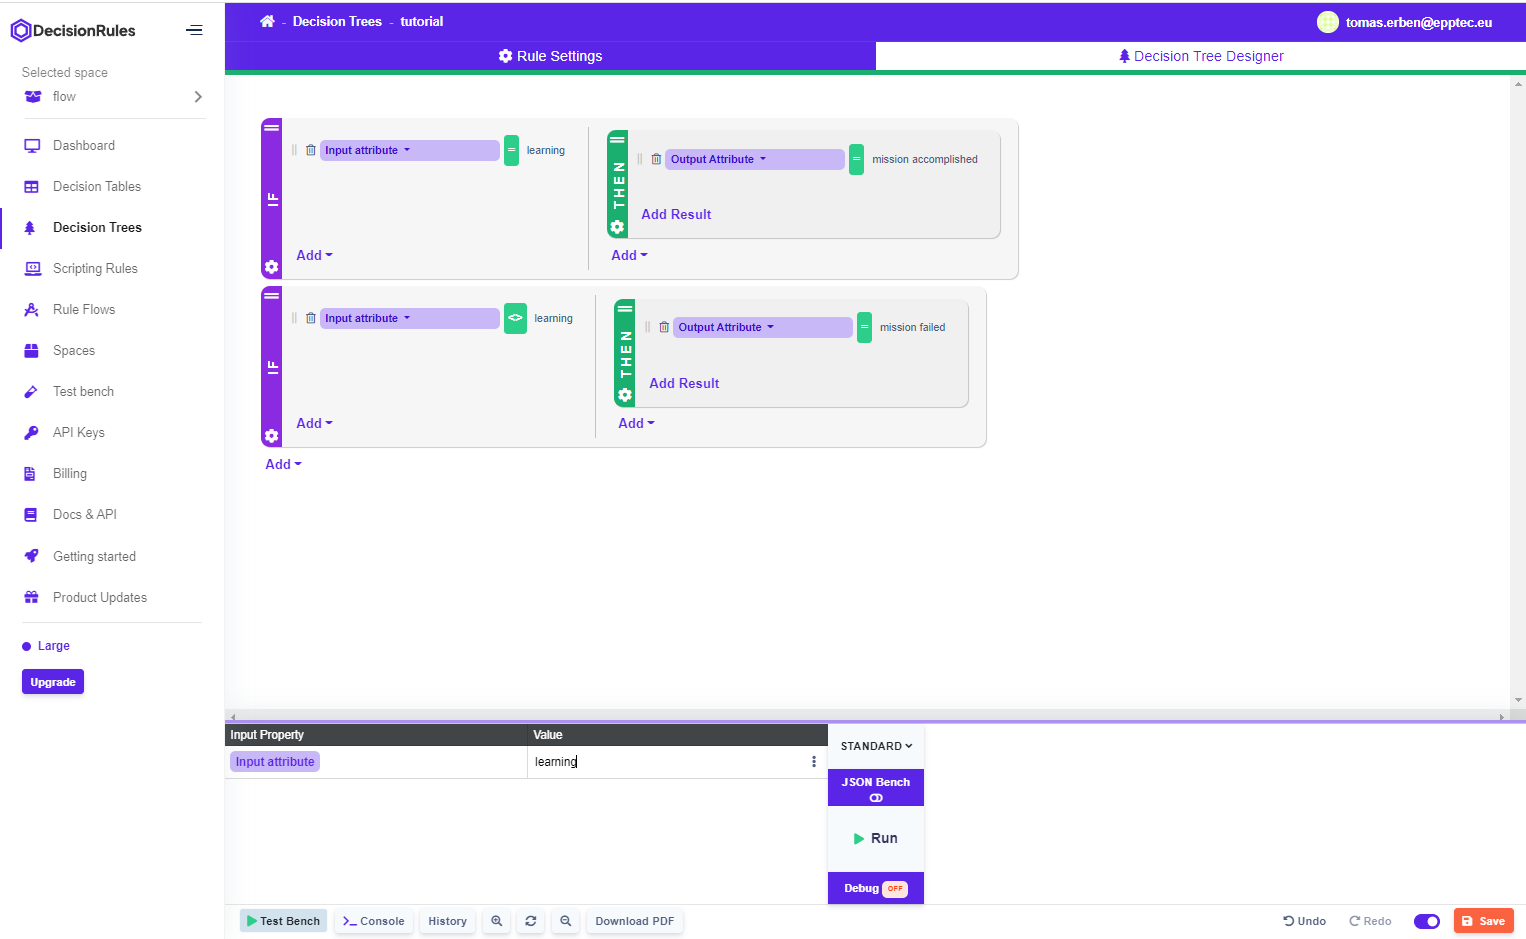 DecisionRules
Selected space
flow
Dashboard
Decision Tables
Decision Trees
Scripting Rules
Rule Flows
Spaces
Test bench
API Keys
Billing
Docs & API
Getting started
Product Updates
Large
Upgrade
- Decision Trees - tutorial
tomas.erben@epptec.eu
Rule Settings
Decision Tree Designer
IF
Input attribute = learning
Add
THEN
Output Attribute = mission accomplished
Add Result
Add
IF
Input attribute <> learning
Add
THEN
Output Attribute = mission failed
Add Result
Add
Add
Input Property Value
Input attribute learning
STANDARD
JSON Bench
Run
Debug OFF
Test Bench >_ Console History Download PDF
Undo Redo Save